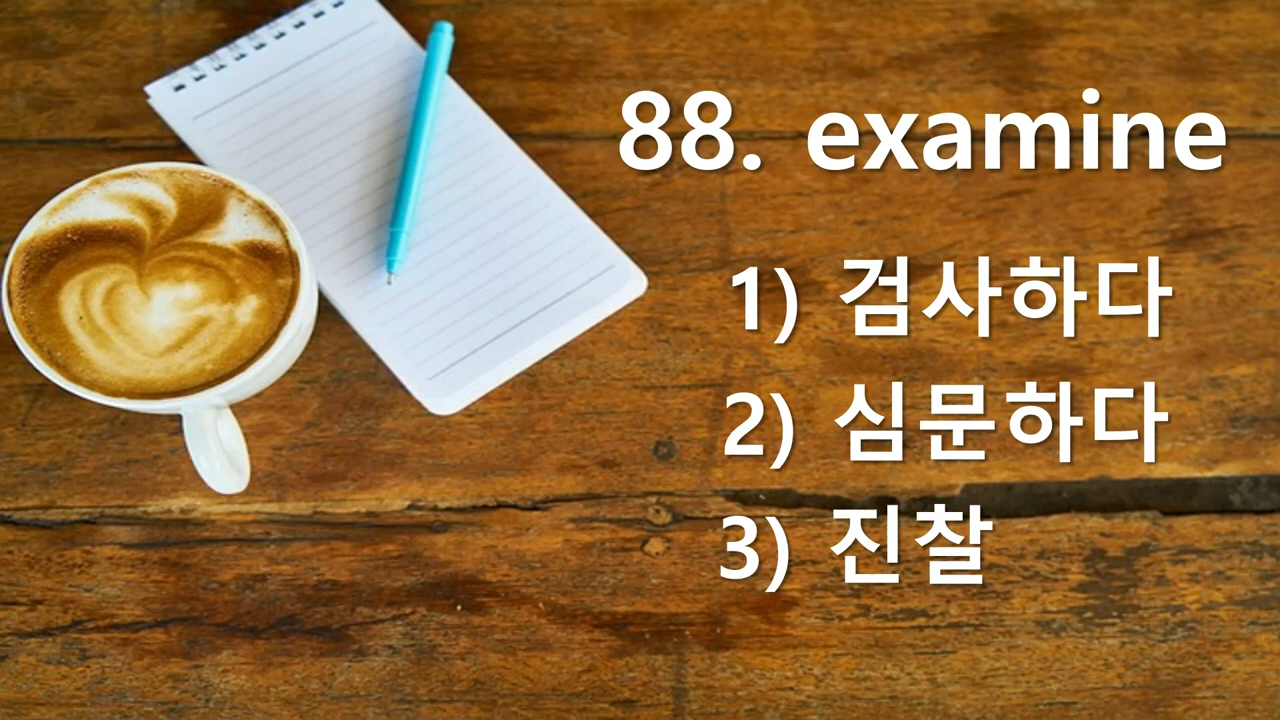 88. examine
1) 검사하다
2) 심문하다
3) 진찰